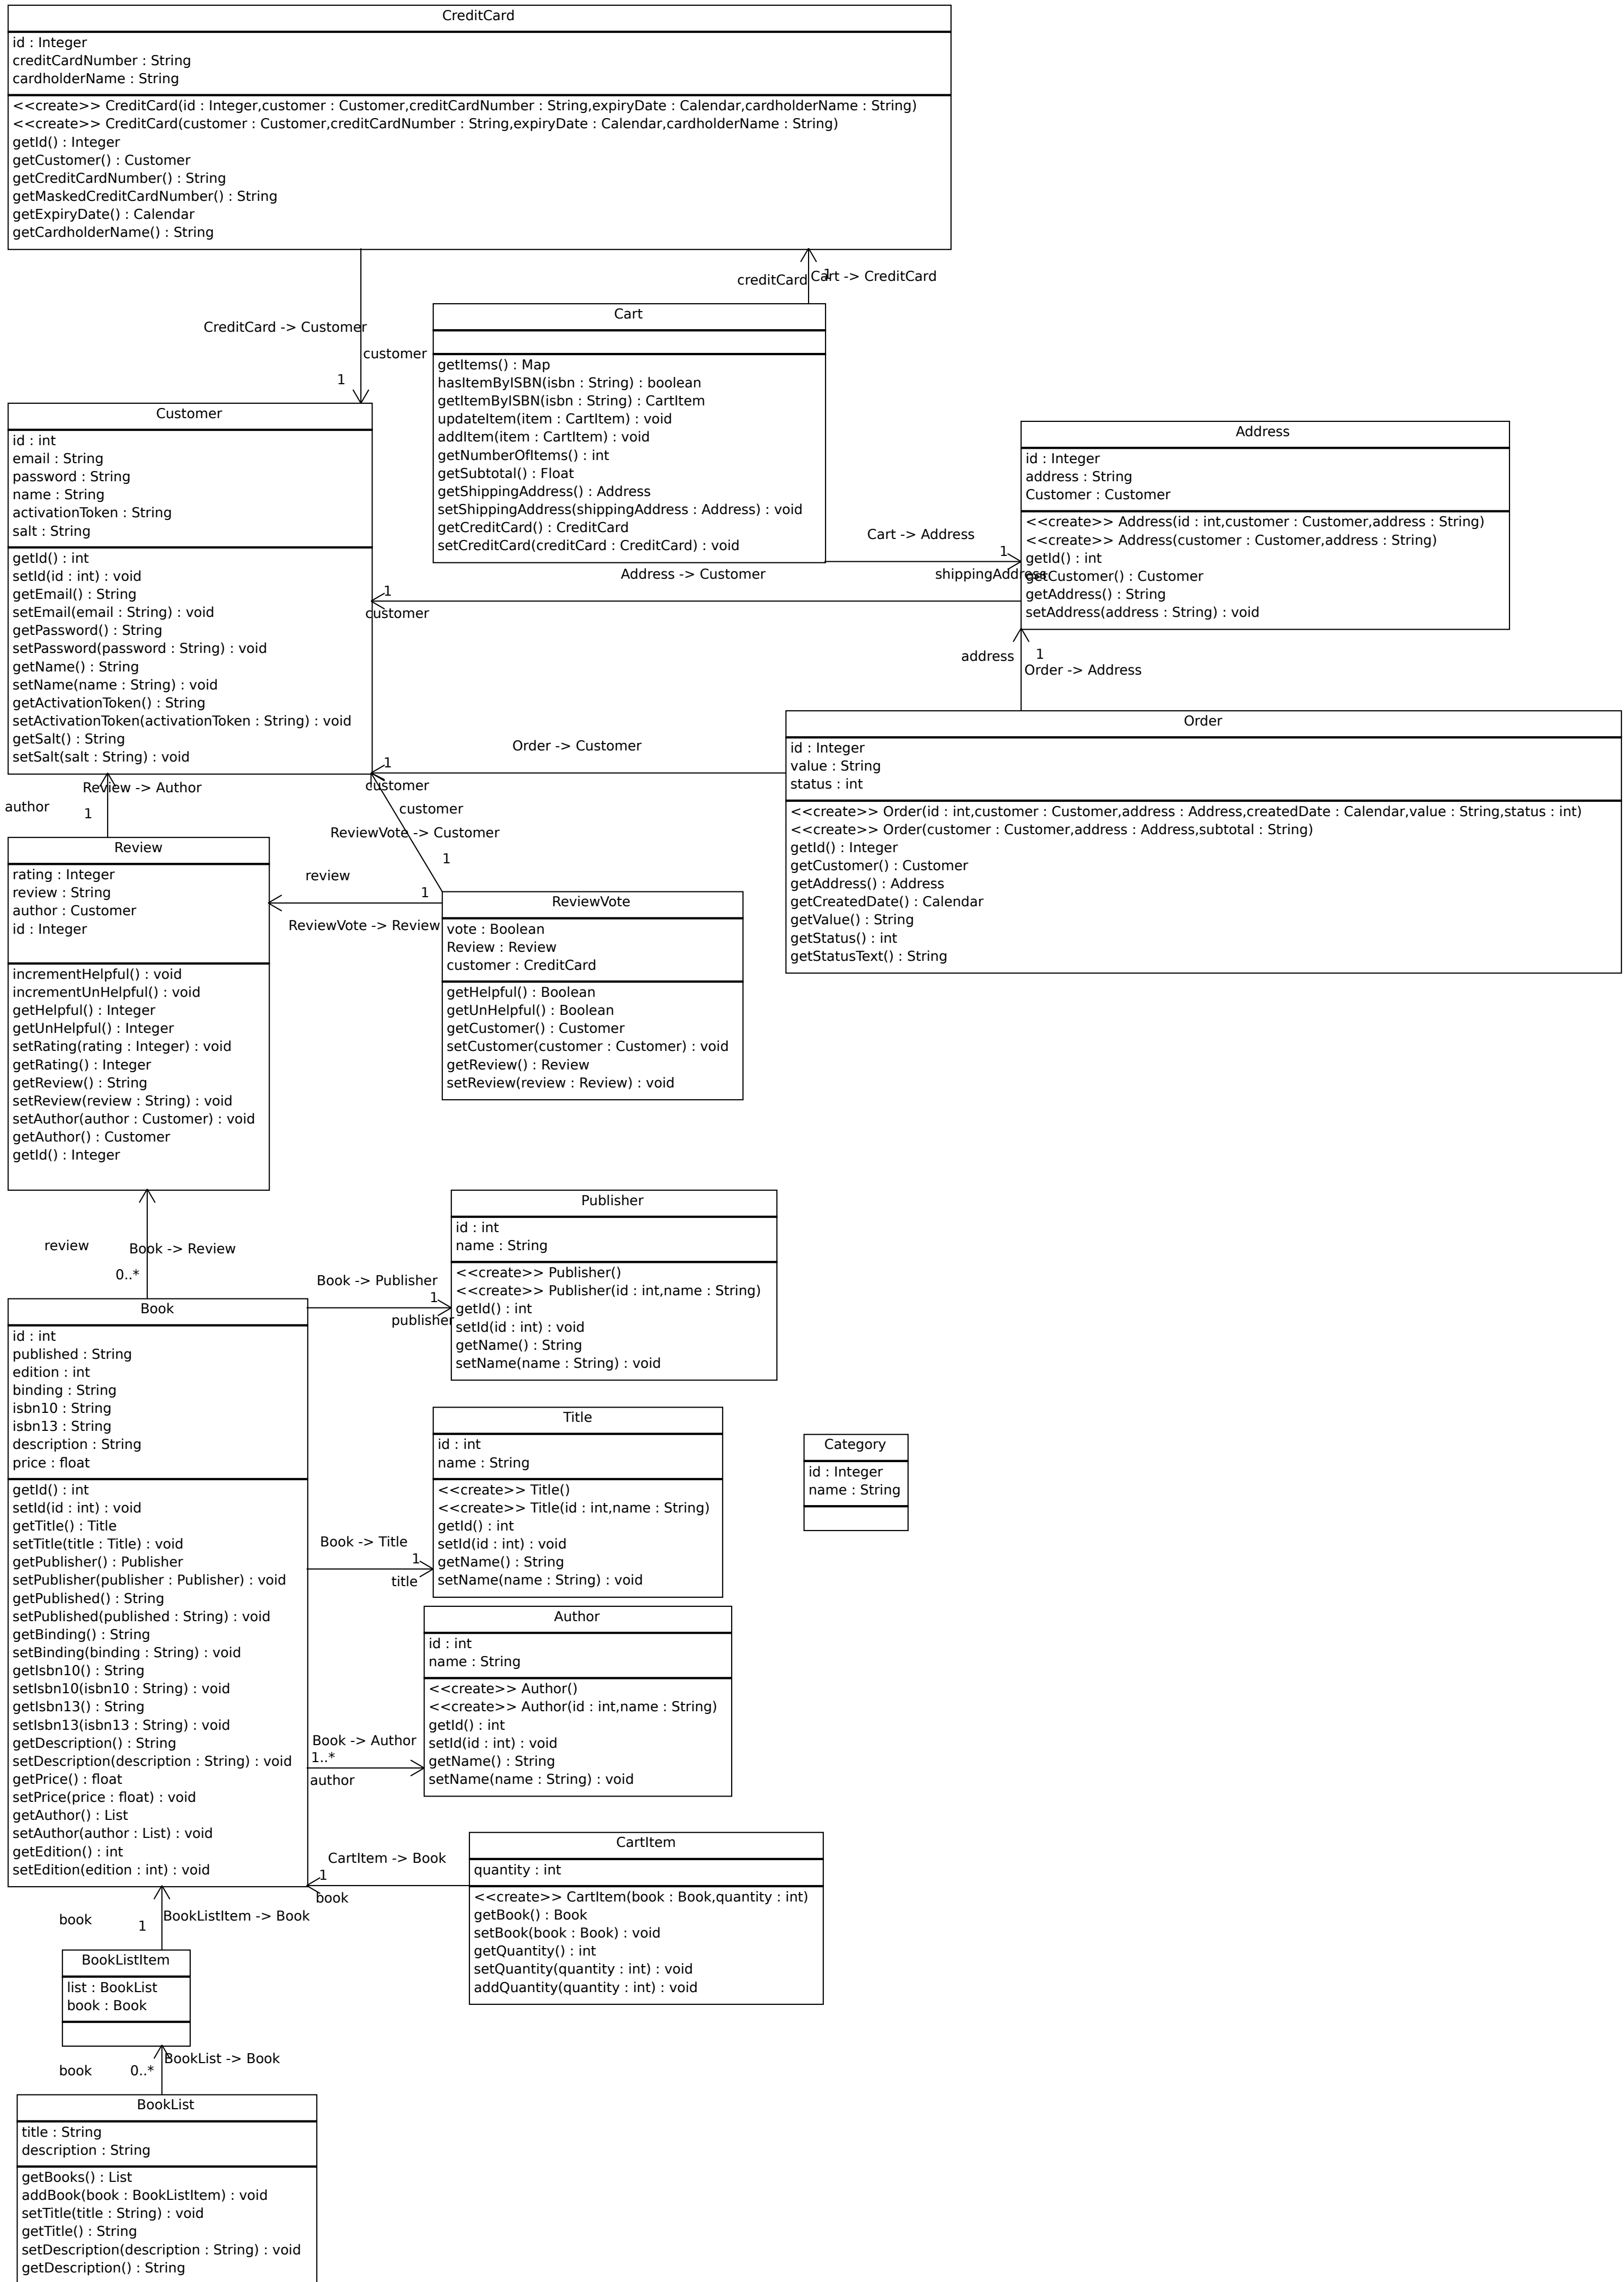 CreditCard
id : Integer
creditCardNumber : String
cardholderName : String
<<create>> CreditCard(id : Integer,customer : Customer,creditCardNumber : String,expiryDate : Calendar,cardholderName : String)
<<create>> CreditCard(customer : Customer,creditCardNumber : String,expiryDate : Calendar,cardholderName : String)
getId() : Integer
getCustomer() : Customer
getCreditCardNumber() : String
getMaskedCreditCardNumber() : String
getExpiryDate() : Calendar
getCardholderName() : String
creditCard
1
Cart -> CreditCard
CreditCard -> Customer
customer
1
Cart
getItems() : Map
hasItemByISBN(isbn : String) : boolean
getItemByISBN(isbn : String) : CartItem
updateItem(item : CartItem) : void
addItem(item : CartItem) : void
getNumberOfItems() : int
getSubtotal() : Float
getShippingAddress() : Address
setShippingAddress(shippingAddress : Address) : void
getCreditCard() : CreditCard
setCreditCard(creditCard : CreditCard) : void
Cart -> Address
1
shippingAddress
Address
id : Integer
address : String
Customer : Customer
<<create>> Address(id : int,customer : Customer,address : String)
<<create>> Address(customer : Customer,address : String)
getId() : int
getCustomer() : Customer
getAddress() : String
setAddress(address : String) : void
Address -> Customer
1
customer
Customer
id : int
email : String
password : String
name : String
activationToken : String
salt : String
getId() : int
setId(id : int) : void
getEmail() : String
setEmail(email : String) : void
getPassword() : String
setPassword(password : String) : void
getName() : String
setName(name : String) : void
getActivationToken() : String
setActivationToken(activationToken : String) : void
getSalt() : String
setSalt(salt : String) : void
address
1
Order -> Address
Order
id : Integer
value : String
status : int
<<create>> Order(id : int,customer : Customer,address : Address,createdDate : Calendar,value : String,status : int)
<<create>> Order(customer : Customer,address : Address,subtotal : String)
getId() : Integer
getCustomer() : Customer
getAddress() : Address
getCreatedDate() : Calendar
getValue() : String
getStatus() : int
getStatusText() : String
Order -> Customer
1
customer
customer
ReviewVote -> Customer
1
Review -> Author
author
1
Review
rating : Integer
review : String
author : Customer
id : Integer
incrementHelpful() : void
incrementUnHelpful() : void
getHelpful() : Integer
getUnHelpful() : Integer
setRating(rating : Integer) : void
getRating() : Integer
getReview() : String
setReview(review : String) : void
setAuthor(author : Customer) : void
getAuthor() : Customer
getId() : Integer
review
1
ReviewVote -> Review
ReviewVote
vote : Boolean
Review : Review
customer : CreditCard
getHelpful() : Boolean
getUnHelpful() : Boolean
getCustomer() : Customer
setCustomer(customer : Customer) : void
getReview() : Review
setReview(review : Review) : void
review
Book -> Review
0..*
Publisher
id : int
name : String
<<create>> Publisher()
<<create>> Publisher(id : int,name : String)
getId() : int
setId(id : int) : void
getName() : String
setName(name : String) : void
Book -> Publisher
1
publisher
Book
id : int
published : String
edition : int
binding : String
isbn10 : String
isbn13 : String
description : String
price : float
getId() : int
setId(id : int) : void
getTitle() : Title
setTitle(title : Title) : void
getPublisher() : Publisher
setPublisher(publisher : Publisher) : void
getPublished() : String
setPublished(published : String) : void
getBinding() : String
setBinding(binding : String) : void
getIsbn10() : String
setIsbn10(isbn10 : String) : void
getIsbn13() : String
setIsbn13(isbn13 : String) : void
getDescription() : String
setDescription(description : String) : void
getPrice() : float
setPrice(price : float) : void
getAuthor() : List
setAuthor(author : List) : void
getEdition() : int
setEdition(edition : int) : void
Title
id : int
name : String
<<create>> Title()
<<create>> Title(id : int,name : String)
getId() : int
setId(id : int) : void
getName() : String
setName(name : String) : void
Book -> Title
1
title
Category
id : Integer
name : String
Author
id : int
name : String
<<create>> Author()
<<create>> Author(id : int,name : String)
getId() : int
setId(id : int) : void
getName() : String
setName(name : String) : void
Book -> Author
1..*
author
CartItem
quantity : int
<<create>> CartItem(book : Book,quantity : int)
getBook() : Book
setBook(book : Book) : void
getQuantity() : int
setQuantity(quantity : int) : void
addQuantity(quantity : int) : void
CartItem -> Book
1
book
book
1
BookListItem -> Book
BookListItem
list : BookList
book : Book
book
0..*
BookList -> Book
BookList
title : String
description : String
getBooks() : List
addBook(book : BookListItem) : void
setTitle(title : String) : void
getTitle() : String
setDescription(description : String) : void
getDescription() : String